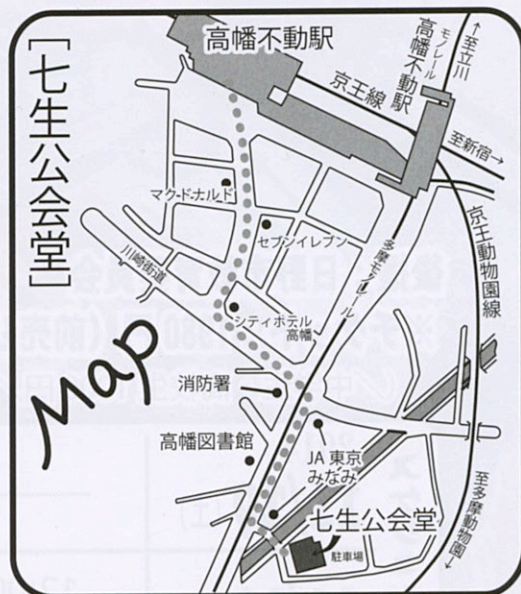 [七生公会堂]
Map
高幡不動駅
京王線
モノレール
高幡不動駅
↑至立川
至新宿→
マクドナルド
セブンイレブン
川崎街道
多摩モノレール
京王動物園線
シティホテル
高幡
消防署
高幡図書館
JA東京
みなみ
七生公会堂
駐車場
至多摩動物園→